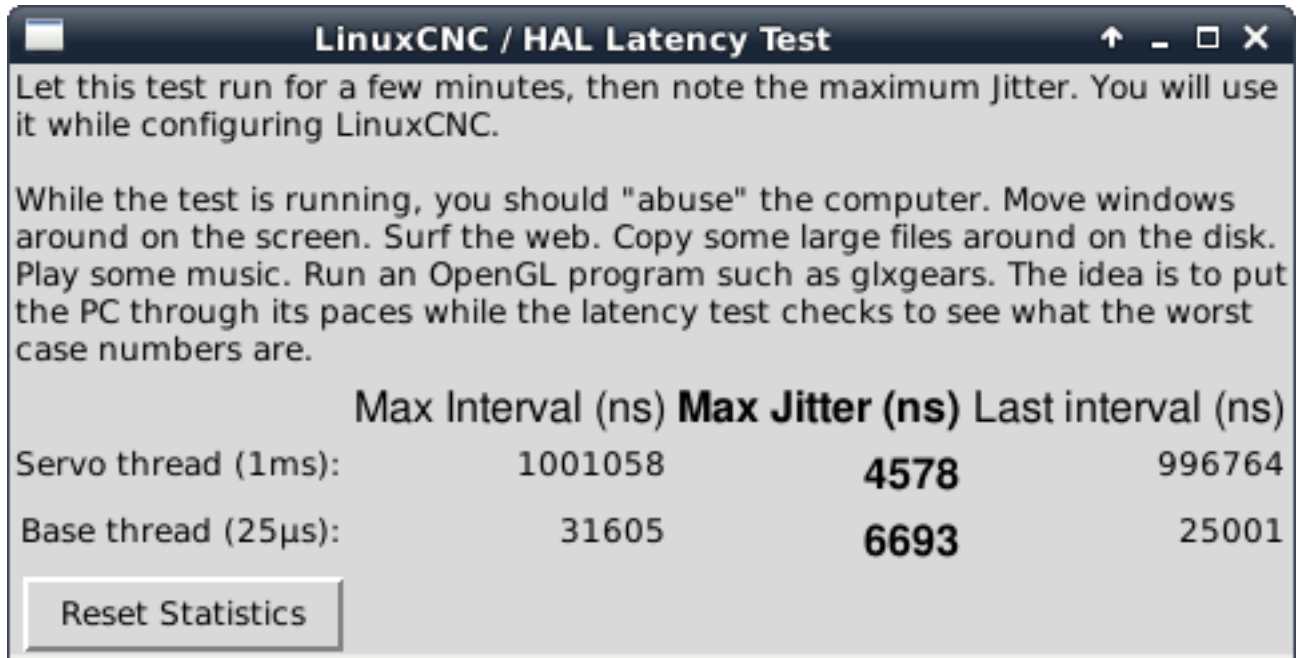 LinuxCNC / HAL Latency Test
Let this test run for a few minutes, then note the maximum Jitter. You will use
it while configuring LinuxCNC.
While the test is running, you should "abuse" the computer. Move windows
around on the screen. Surf the web. Copy some large files around on the disk.
Play some music. Run an OpenGL program such as glxgears. The idea is to put
the PC through its paces while the latency test checks to see what the worst
case numbers are.
Max Interval (ns) Max Jitter (ns) Last interval (ns)
Servo thread (1ms): 1001058 4578 996764
Base thread (25µs): 31605 6693 25001
Reset Statistics